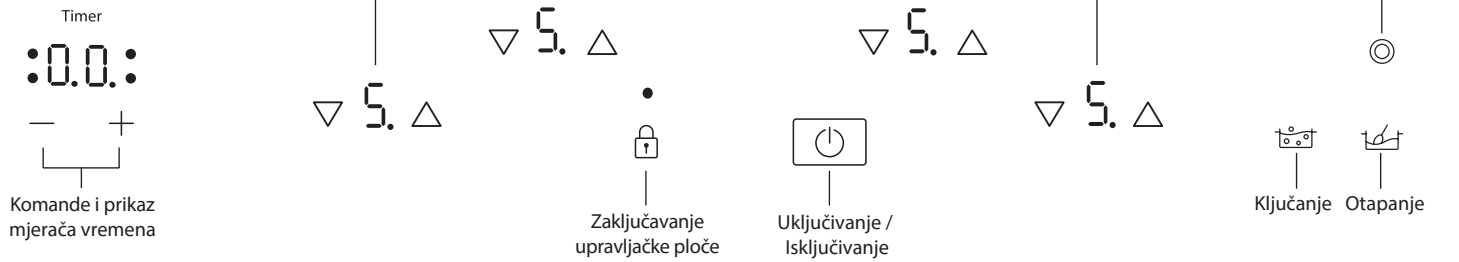 Timer
:0.0.:
5.
5.
5.
5.
Komande i prikaz
mjerača vremena
Zaključavanje
upravljačke ploče
Uključivanje /
Isključivanje
Ključanje
Otapanje